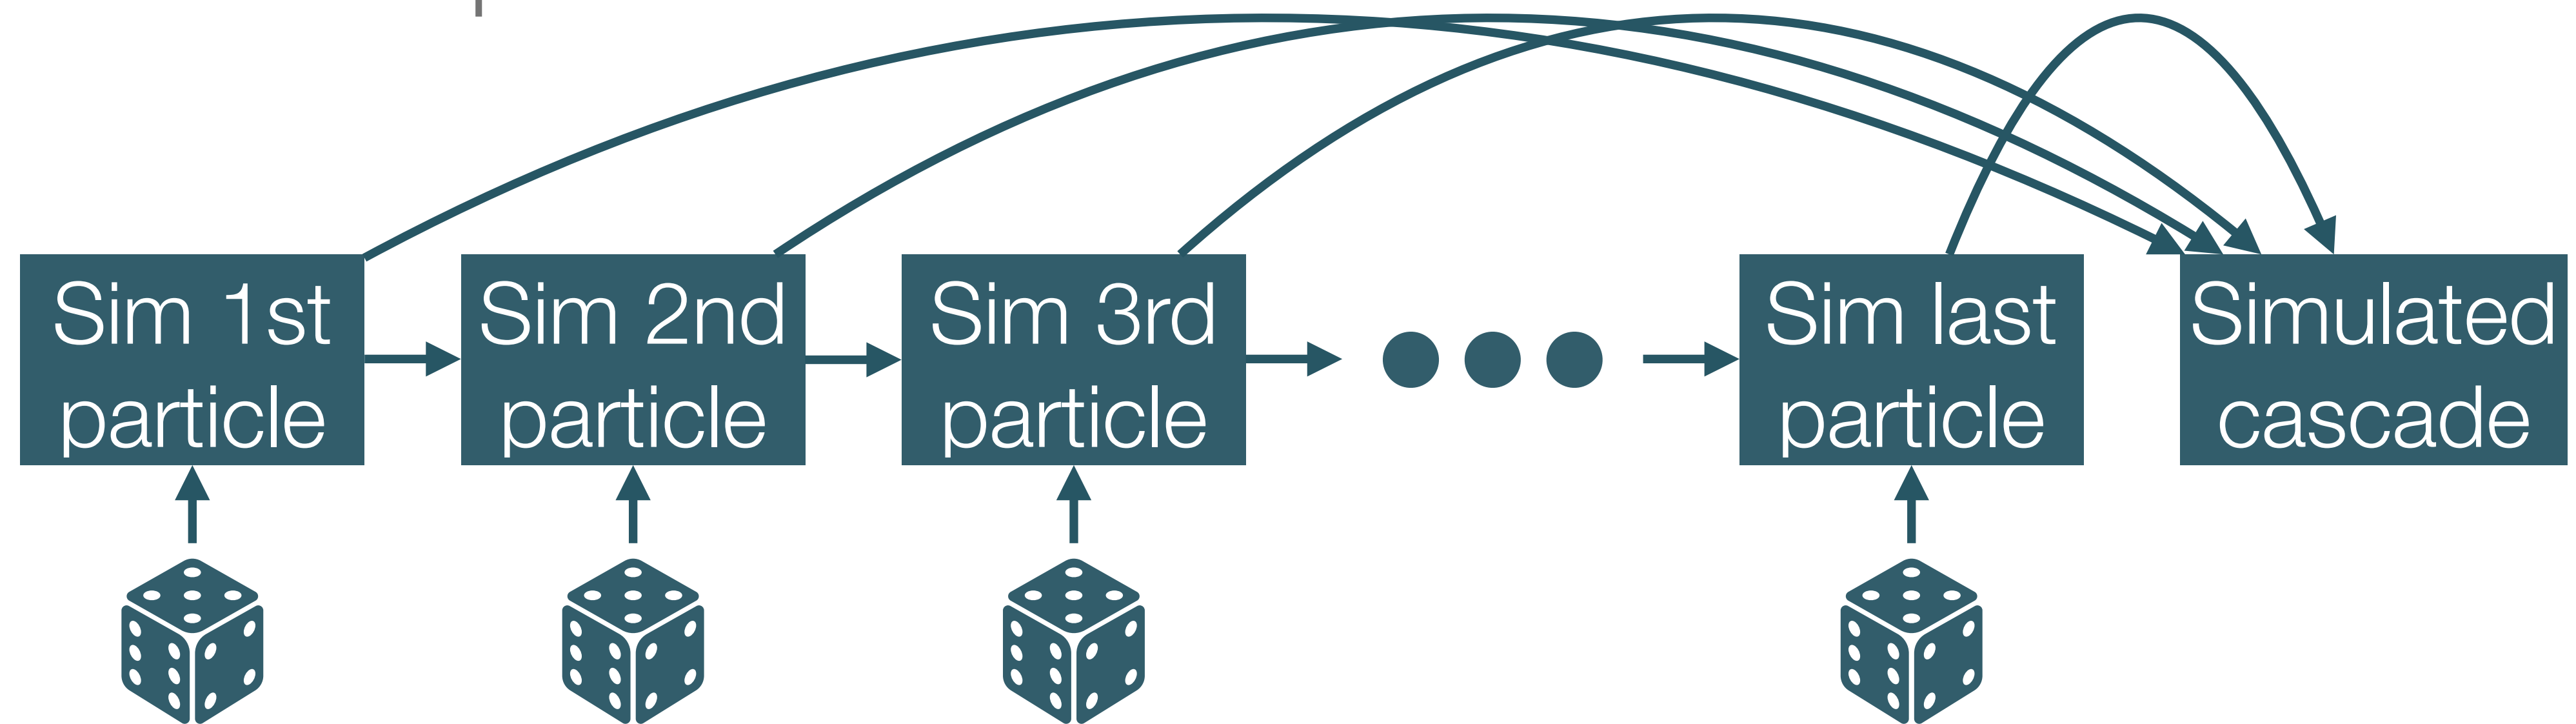 Sim 1st
particle
Sim 2nd
particle
Sim 3rd
particle
Sim last
particle
Simulated
cascade